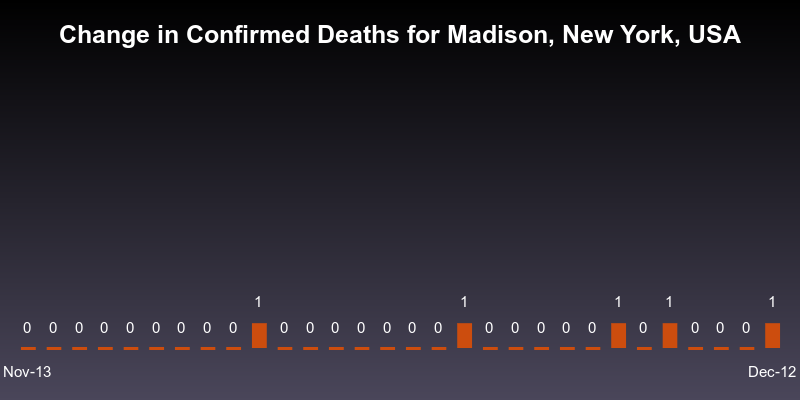 Change in Confirmed Deaths for Madison, New York, USA
1 1 1 1 1
0 0 0 0 0 0 0 0 0 0 0 0 0 0 0 0 0 0 0 0 0 0 0 0 0
Nov-13 Dec-12